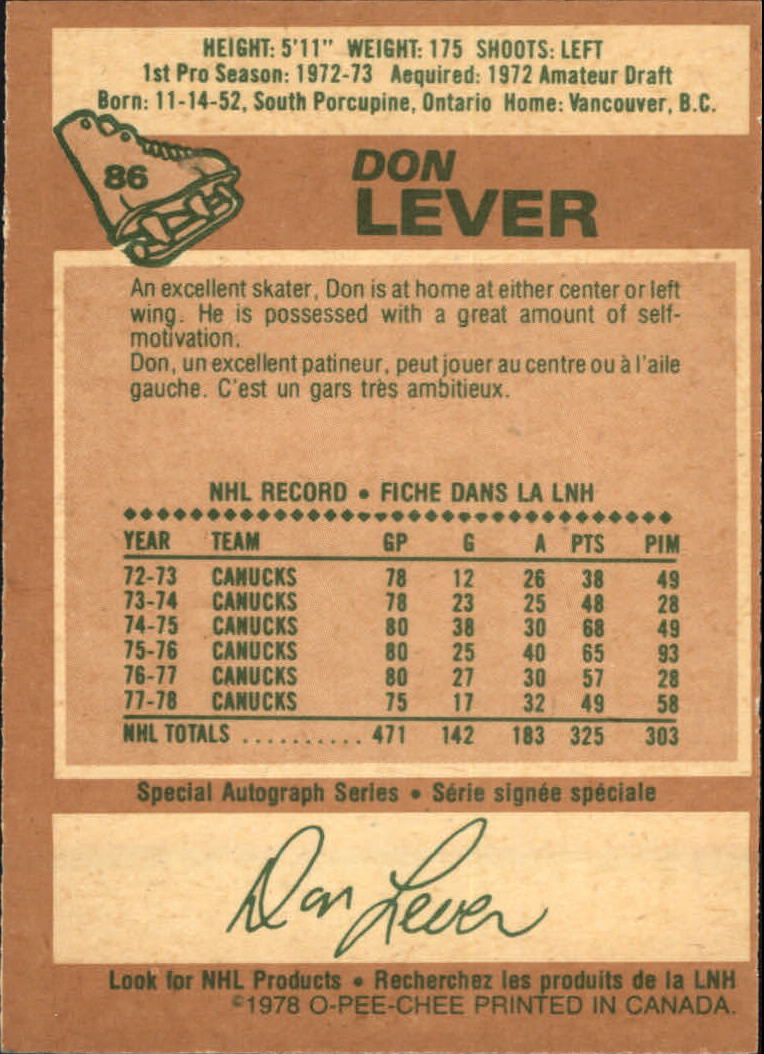 HEIGHT: 5'11" WEIGHT: 175 SHOOTS: LEFT
1st Pro Season: 1972-73 Aequired: 1972 Amateur Draft
Born: 11-14-52, South Porcupine, Ontario Home: Vancouver, B.C.
86
DON
LEVER
An excellent skater, Don is at home at either center or left
wing. He is possessed with a great amount of self-
motivation.
Don, un excellent patineur, peut jouer au centre ou à l'aile
gauche. C'est un gars très ambitieux.
NHL RECORD • FICHE DANS LA LNH
YEAR TEAM GP G A PTS PIM
72-73 CANUCKS 78 12 26 38 49
73-74 CANUCKS 78 23 25 48 28
74-75 CANUCKS 80 38 30 68 49
75-76 CANUCKS 80 25 40 65 93
76-77 CANUCKS 80 27 30 57 28
77-78 CANUCKS 75 17 32 49 58
NHL TOTALS .......... 471 142 183 325 303
Special Autograph Series • Série signée spéciale
Don Lever
Look for NHL Products • Recherchez les produits de la LNH
©1978 O-PEE-CHEE PRINTED IN CANADA.